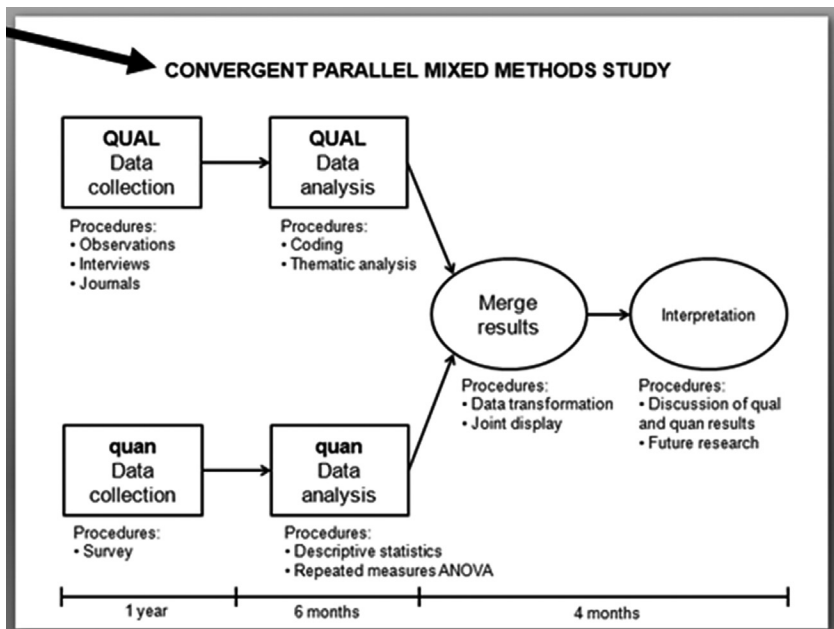 CONVERGENT PARALLEL MIXED METHODS STUDY
QUAL
Data
collection
Procedures:
• Observations
• Interviews
• Journals
QUAL
Data
analysis
Procedures:
• Coding
• Thematic analysis
quan
Data
collection
Procedures:
• Survey
quan
Data
analysis
Procedures:
• Descriptive statistics
• Repeated measures ANOVA
Merge
results
Procedures:
• Data transformation
• Joint display
Interpretation
Procedures:
• Discussion of qual
and quan results
• Future research
1 year
6 months
4 months